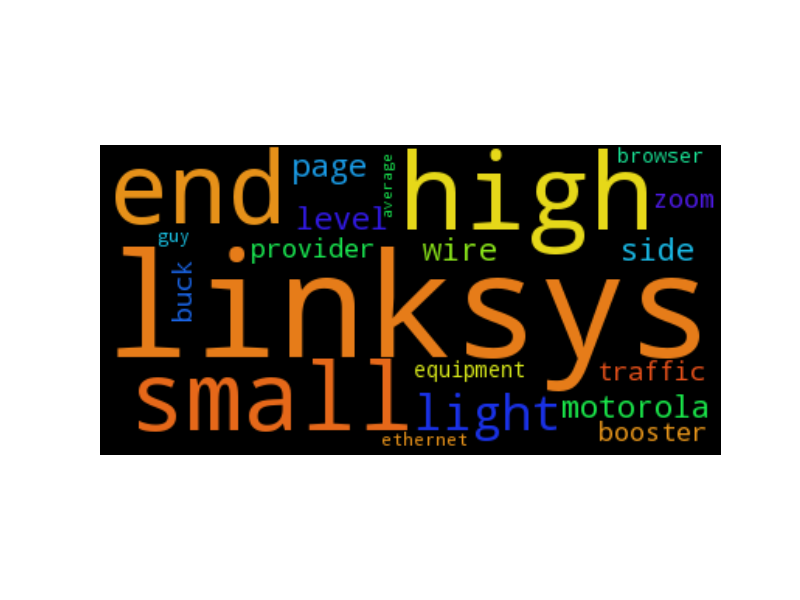 end
page
average
high
browser
level
zoom
guy
provider
wire
side
buck
linksys
small
equipment
traffic
light
motorola
booster
ethernet